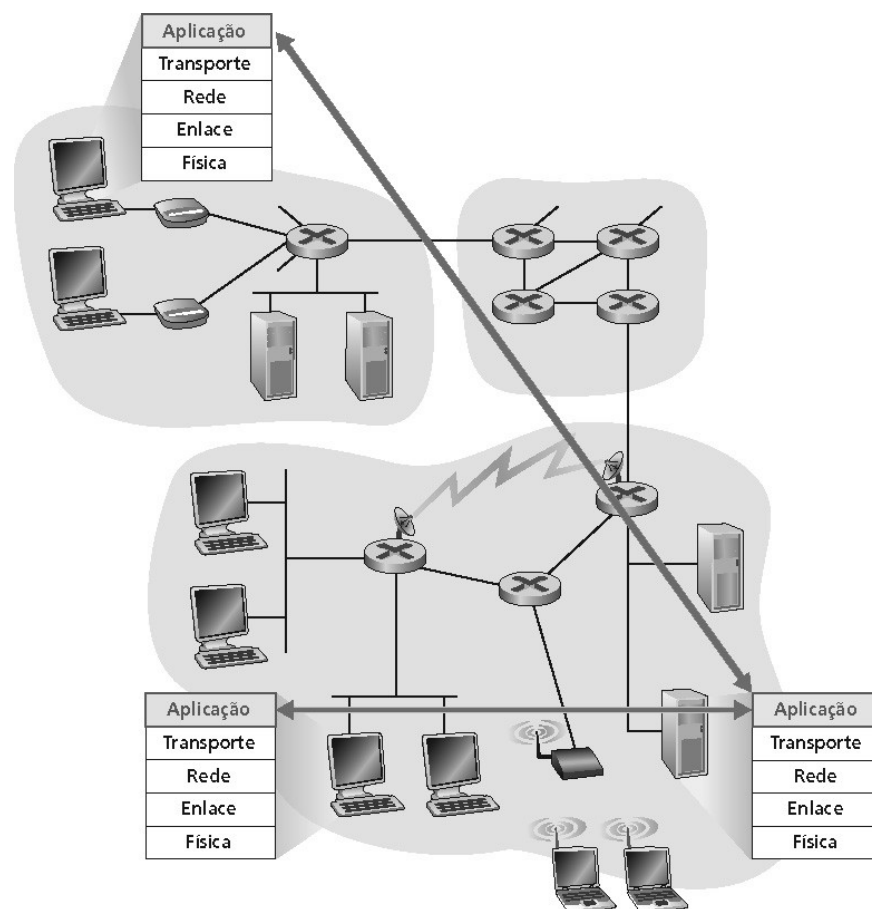 Aplicação
Transporte
Rede
Enlace
Física
Aplicação
Transporte
Rede
Enlace
Física
Aplicação
Transporte
Rede
Enlace
Física